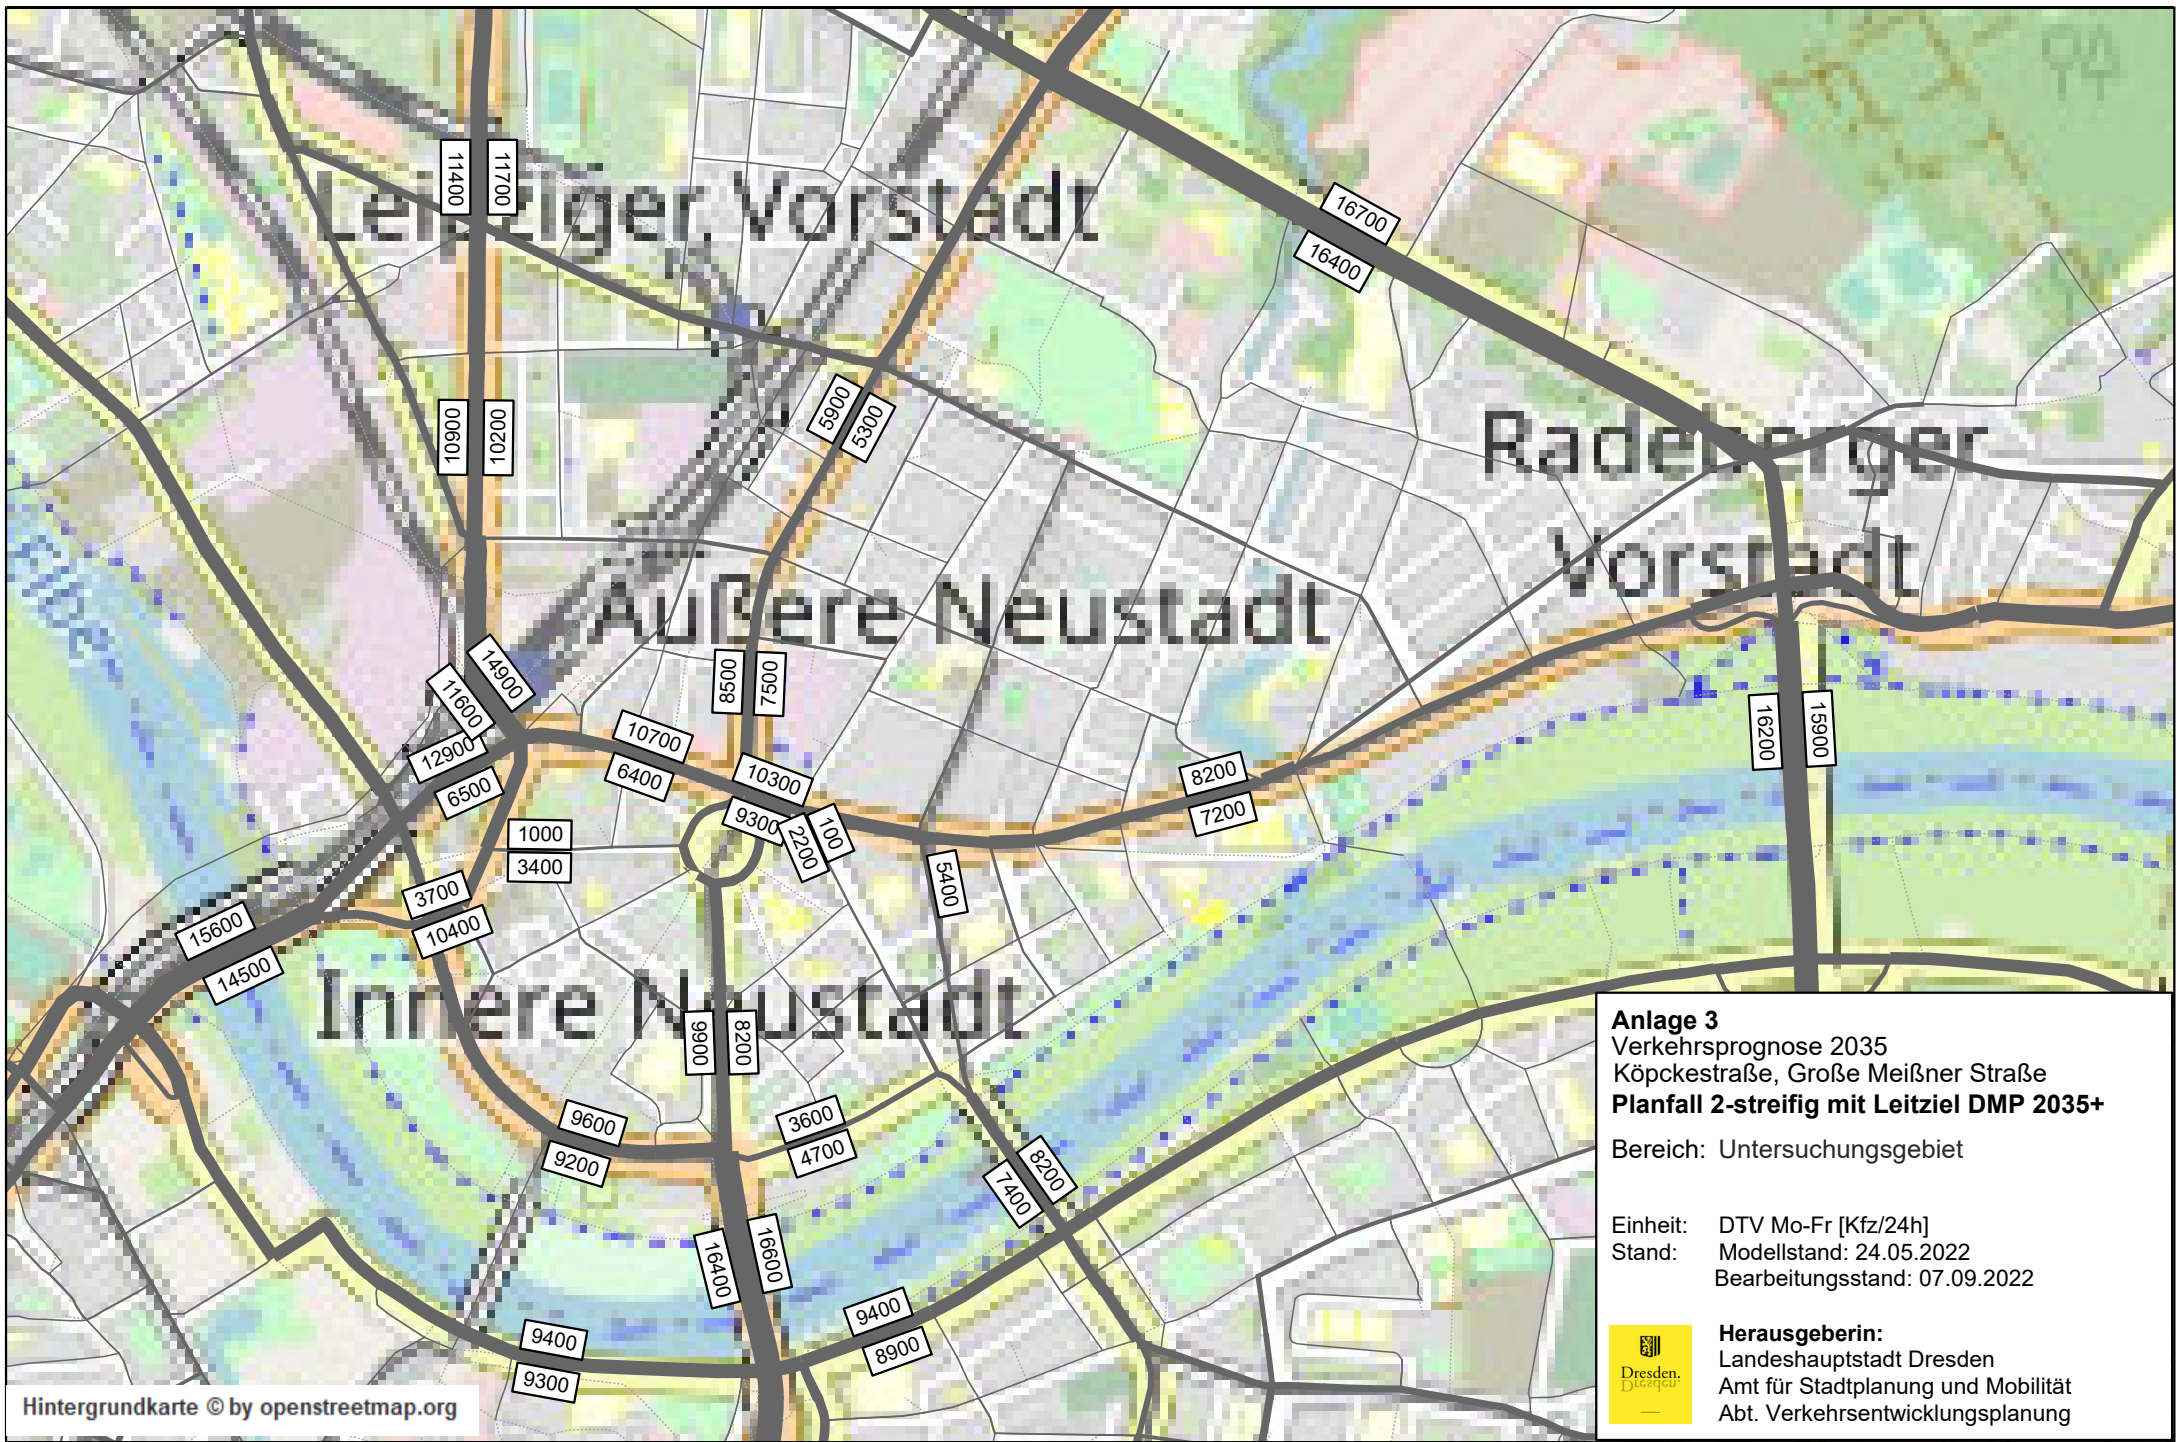 11400
11700
Leipziger Vorstadt
16700
16400
5900
5300
10900
10200
Radeberger
Vorstadt
Elbe
Äußere Neustadt
14900
11600
8500
7500
12900
6500
10700
6400
10300
9300
2200
100
8200
7200
16200
15900
1000
3400
3700
10400
5400
15600
14500
Innere Neustadt
9900
8200
9600
9200
3600
4700
8200
7400
16400
16600
9400
8900
9400
9300
Anlage 3
Verkehrsprognose 2035
Köpckestraße, Große Meißner Straße
Planfall 2-streifig mit Leitziel DMP 2035+
Bereich: Untersuchungsgebiet
Einheit: DTV Mo-Fr [Kfz/24h]
Stand: Modellstand: 24.05.2022
Bearbeitungsstand: 07.09.2022
Dresden.
Dresden.
Herausgeberin:
Landeshauptstadt Dresden
Amt für Stadtplanung und Mobilität
Abt. Verkehrsentwicklungsplanung
Hintergrundkarte © by openstreetmap.org